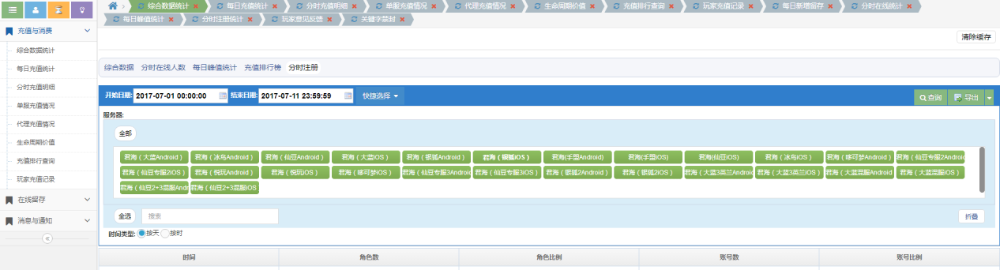 综合数据统计 每日充值统计 分时充值明细 单服充值情况 代理充值情况 生命周期价值 充值排行查询 玩家充值记录 每日新增留存 分时在线统计
每日峰值统计 分时注册统计 玩家意见反馈 关键字禁封
充值与消费
综合数据统计
每日充值统计
分时充值明细
单服充值情况
代理充值情况
生命周期价值
充值排行查询
玩家充值记录
在线留存
消息与通知
清除缓存
综合数据 分时在线人数 每日峰值统计 充值排行榜 分时注册
开始日期: 2017-07-01 00:00:00 结束日期: 2017-07-11 23:59:59 快捷选择 查询 导出
服务器:
全部
君海（大蓝Android） 君海（冰鸟Android） 君海（仙豆Android） 君海（大蓝iOS） 君海（银狐Android） 君海（银狐iOS） 君海(手盟Android) 君海(手盟iOS) 君海(仙豆iOS) 君海（冰鸟iOS） 君海（哆可梦Android） 君海（仙豆专服2Androi
君海（仙豆专服2iOS） 君海（悦玩Android） 君海（悦玩iOS） 君海（哆可梦iOS） 君海（仙豆专服3Androi 君海（仙豆专服3iOS） 君海（银狐2Android） 君海（银狐2iOS） 君海（大蓝3英兰Androi 君海（大蓝3英兰iOS） 君海（大蓝混服Android 君海（大蓝混服iOS）
君海（仙豆2+3混服Andr 君海（仙豆2+3混服iOS
全选 搜索 折叠
时间类型: 按天 按时
时间 角色数 角色比例 账号数 账号比例